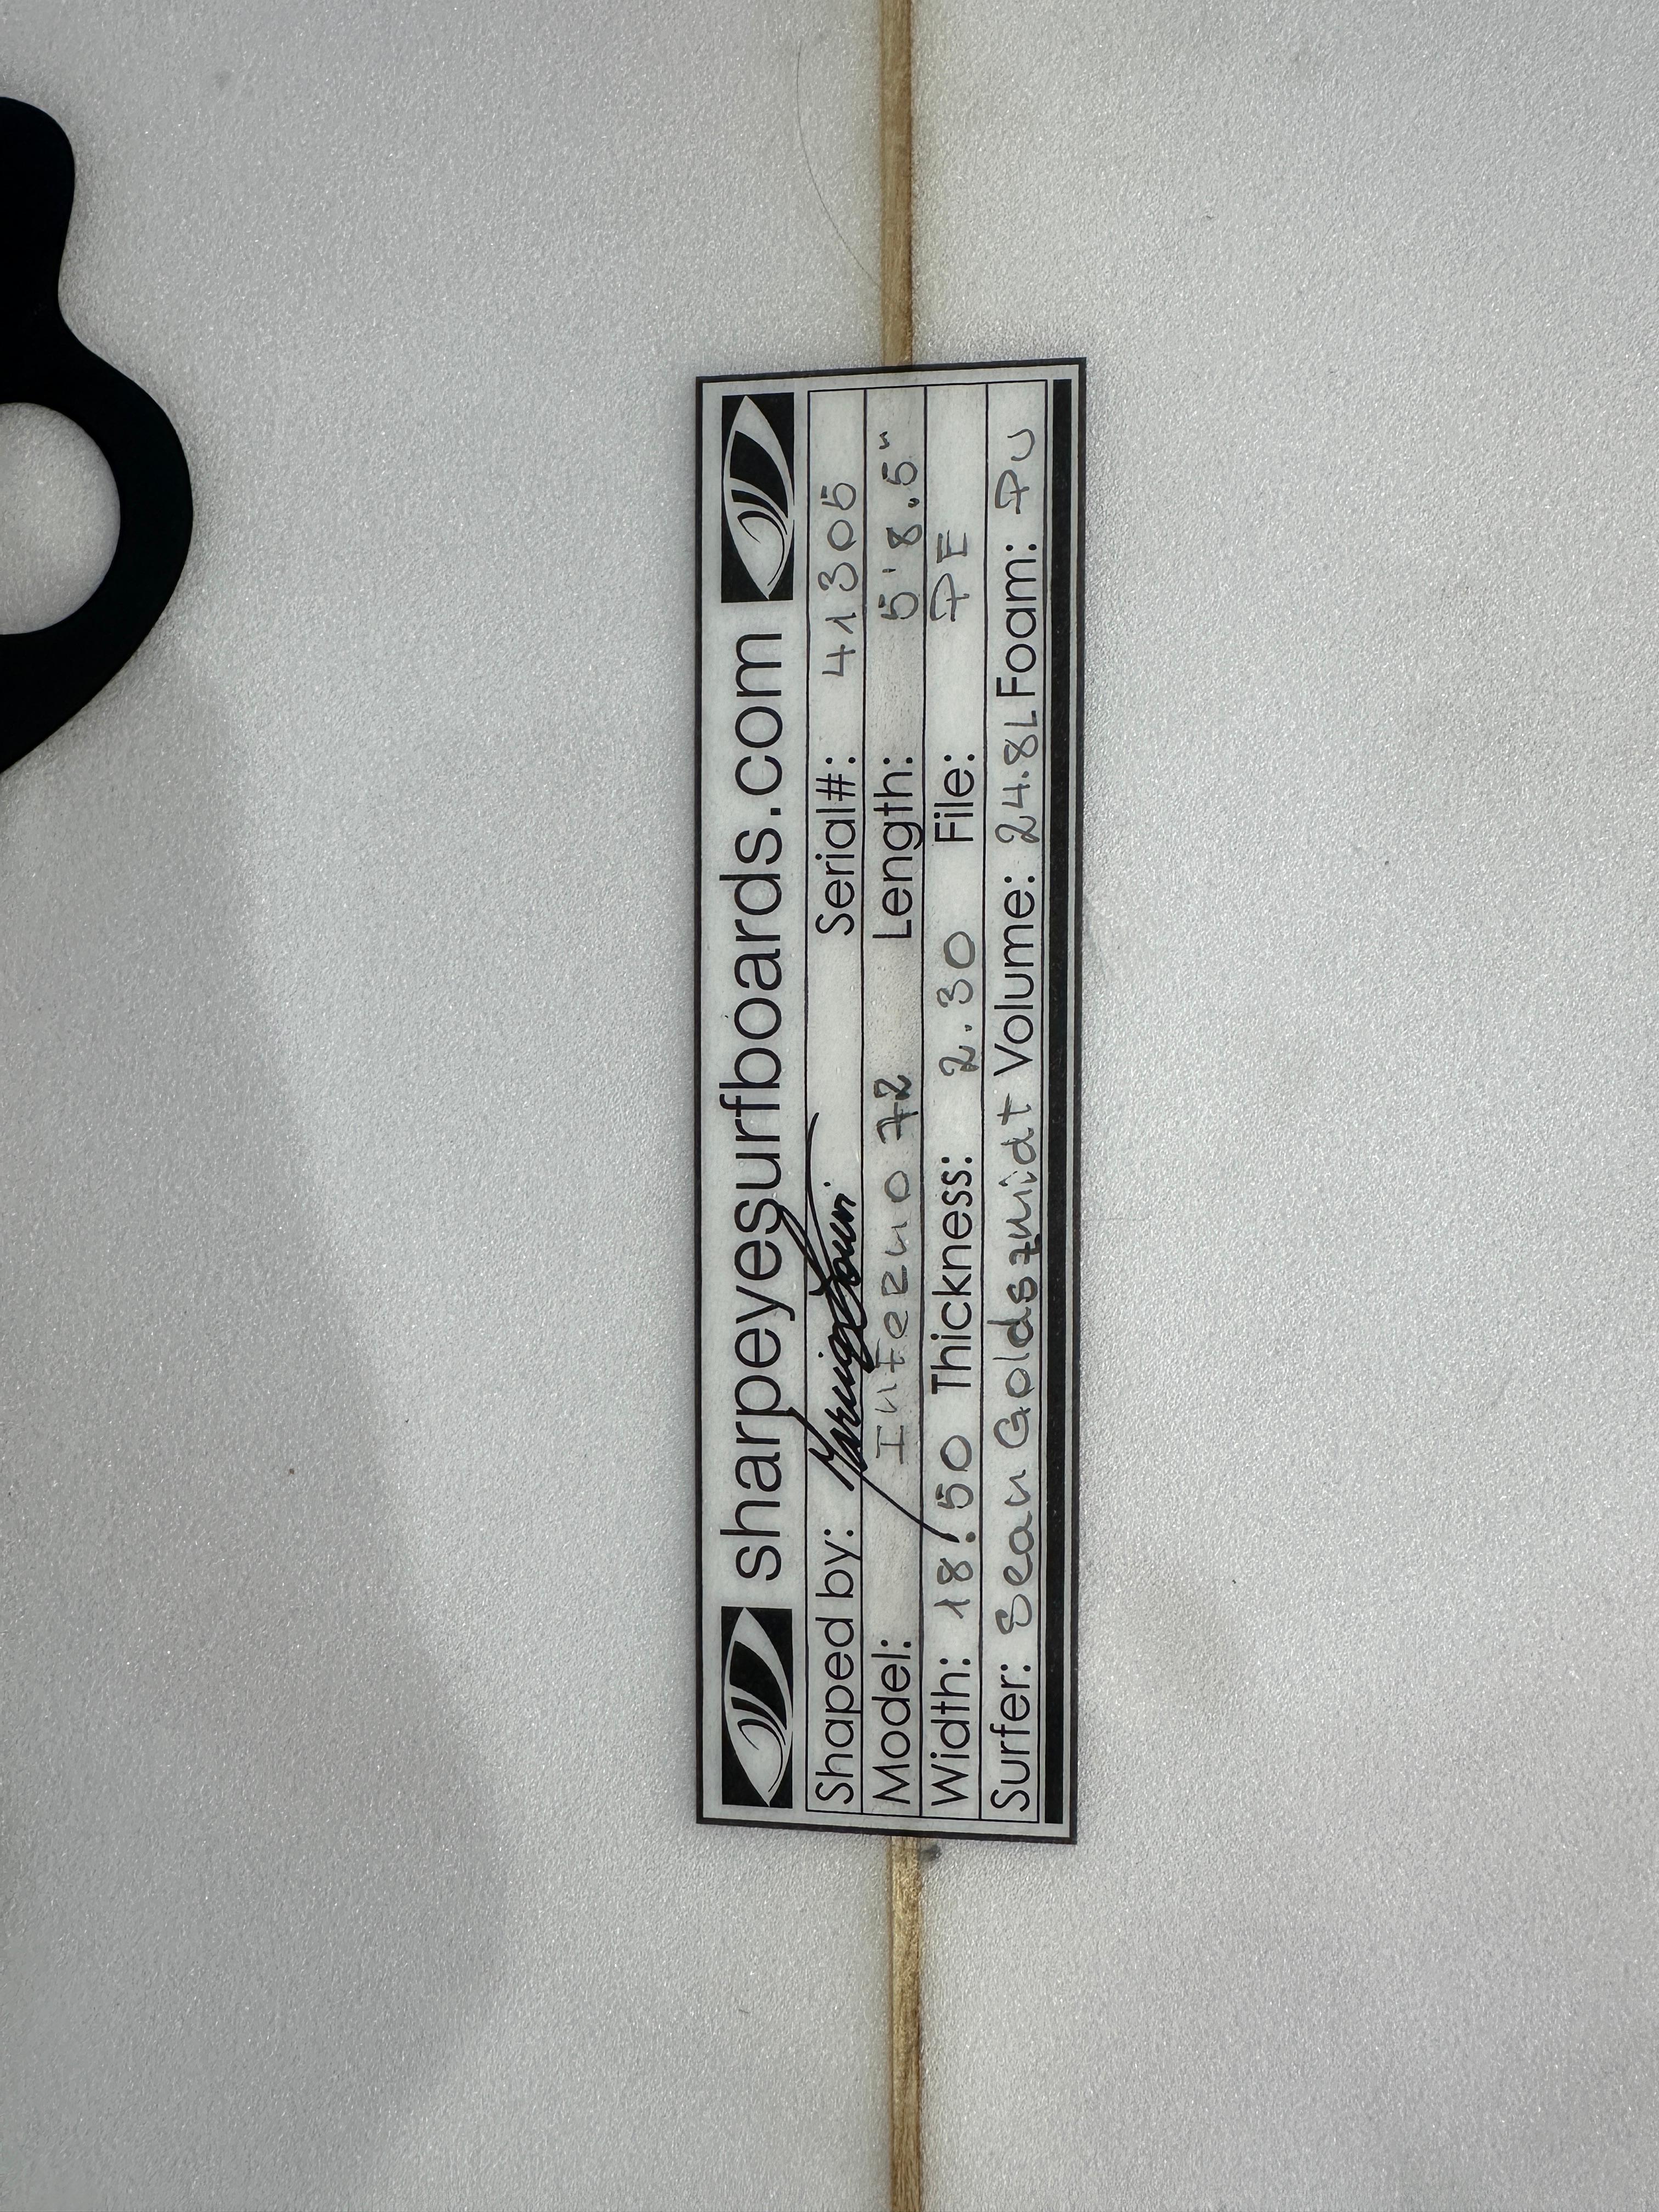 sharpeyesurfboards.com
Shaped by: Serial#: 41305
Model: Inferno 72 Length: 5'8.5"
Width: 18.50 Thickness: 2.30 File: PE
Surfer: Sean Goldszmidt Volume: 24.8L Foam: PU